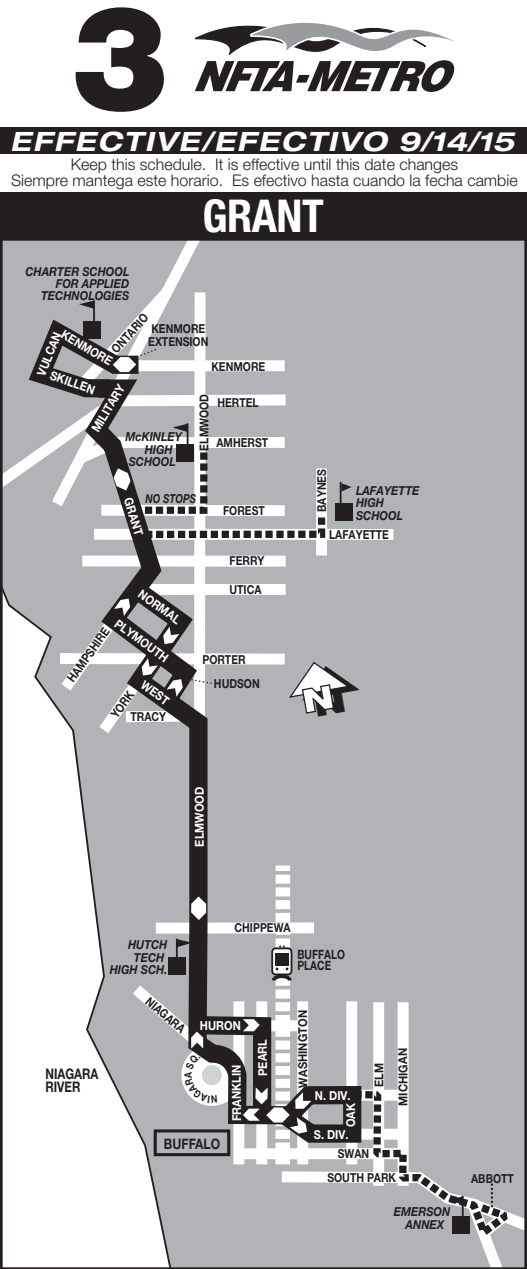 3
NFTA-METRO
EFFECTIVE/EFECTIVO 9/14/15
Keep this schedule. It is effective until this date changes
Siempre mantega este horario. Es efectivo hasta cuando la fecha cambie
GRANT
CHARTER SCHOOL
FOR APPLIED
TECHNOLOGIES
ONTARIO
KENMORE
EXTENSION
VULCAN
KENMORE
SKILLEN
KENMORE
MILITARY
HERTEL
ELMWOOD
McKINLEY
HIGH
SCHOOL
AMHERST
BAYNES
LAFAYETTE
HIGH
SCHOOL
NO STOPS
GRANT
FOREST
LAFAYETTE
FERRY
UTICA
NORMAL
HAMPSHIRE
PLYMOUTH
PORTER
HUDSON
WEST
YORK
TRACY
N
ELMWOOD
CHIPPEWA
HUTCH
TECH
HIGH SCH.
BUFFALO
PLACE
NIAGARA
HURON
WASHINGTON
PEARL
NIAGARA SQ.
NIAGARA
RIVER
FRANKLIN
N. DIV.
OAK
ELM
MICHIGAN
S. DIV.
BUFFALO
SWAN
SOUTH PARK
ABBOTT
EMERSON
ANNEX